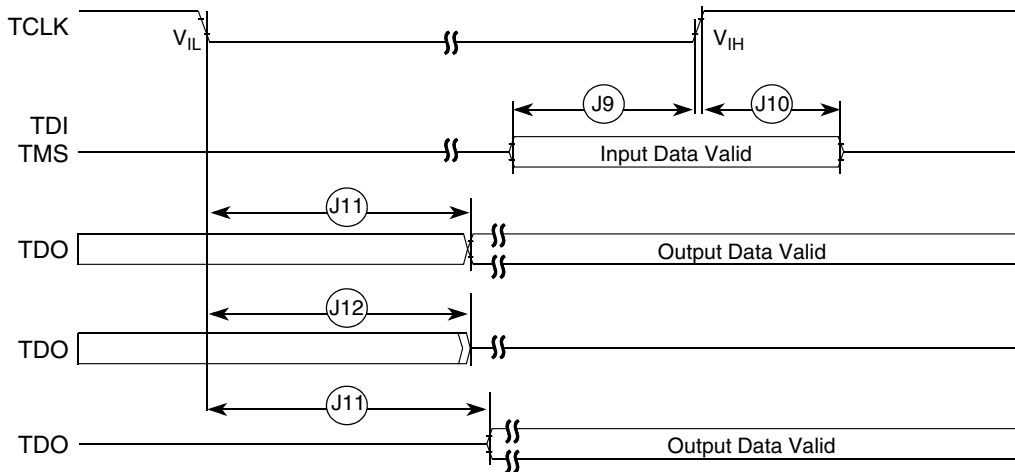 TCLK
VIL
VIH
J9
J10
TDI
TMS
Input Data Valid
J11
TDO
Output Data Valid
J12
TDO
J11
TDO
Output Data Valid